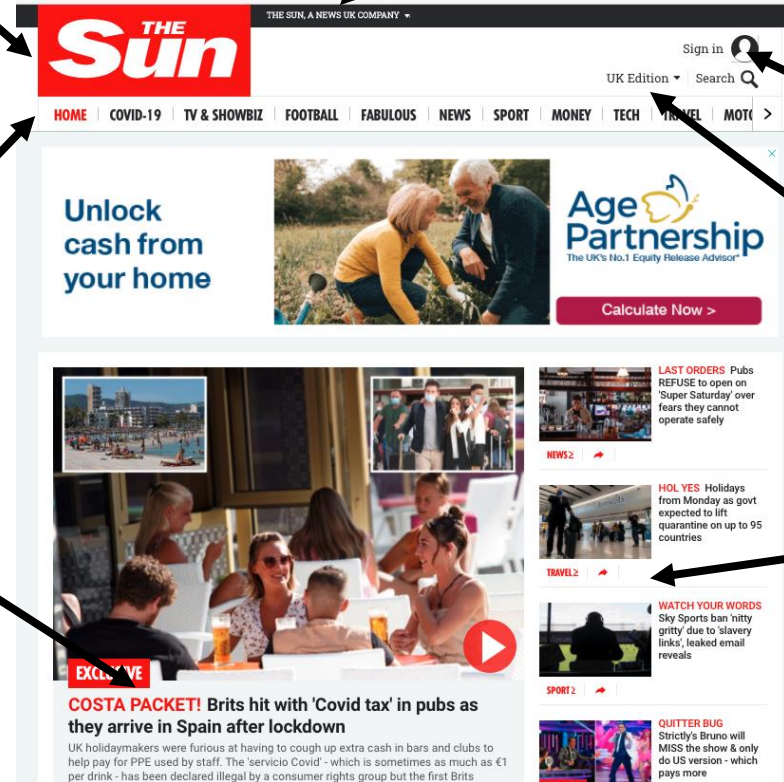 THE SUN, A NEWS UK COMPANY
THE
Sun
Sign in
UK Edition
Search
HOME COVID-19 TV & SHOWBIZ FOOTBALL FABULOUS NEWS SPORT MONEY TECH TRAVEL MOTO >
Unlock
cash from
your home
Age
Partnership
The UK's No.1 Equity Release Advisor*
Calculate Now >
EXCLUSIVE
COSTA PACKET! Brits hit with 'Covid tax' in pubs as
they arrive in Spain after lockdown
UK holidaymakers were furious at having to cough up extra cash in bars and clubs to
help pay for PPE used by staff. The 'servicio Covid' - which is sometimes as much as €1
per drink - has been declared illegal by a consumer rights group but the first Brits
LAST ORDERS Pubs
REFUSE to open on
'Super Saturday' over
fears they cannot
operate safely
NEWS
HOL YES Holidays
from Monday as govt
expected to lift
quarantine on up to 95
countries
TRAVEL
WATCH YOUR WORDS
Sky Sports ban 'nitty
gritty' due to 'slavery
links', leaked email
reveals
SPORT
QUITTER BUG
Strictly's Bruno will
MISS the show & only
do US version - which
pays more